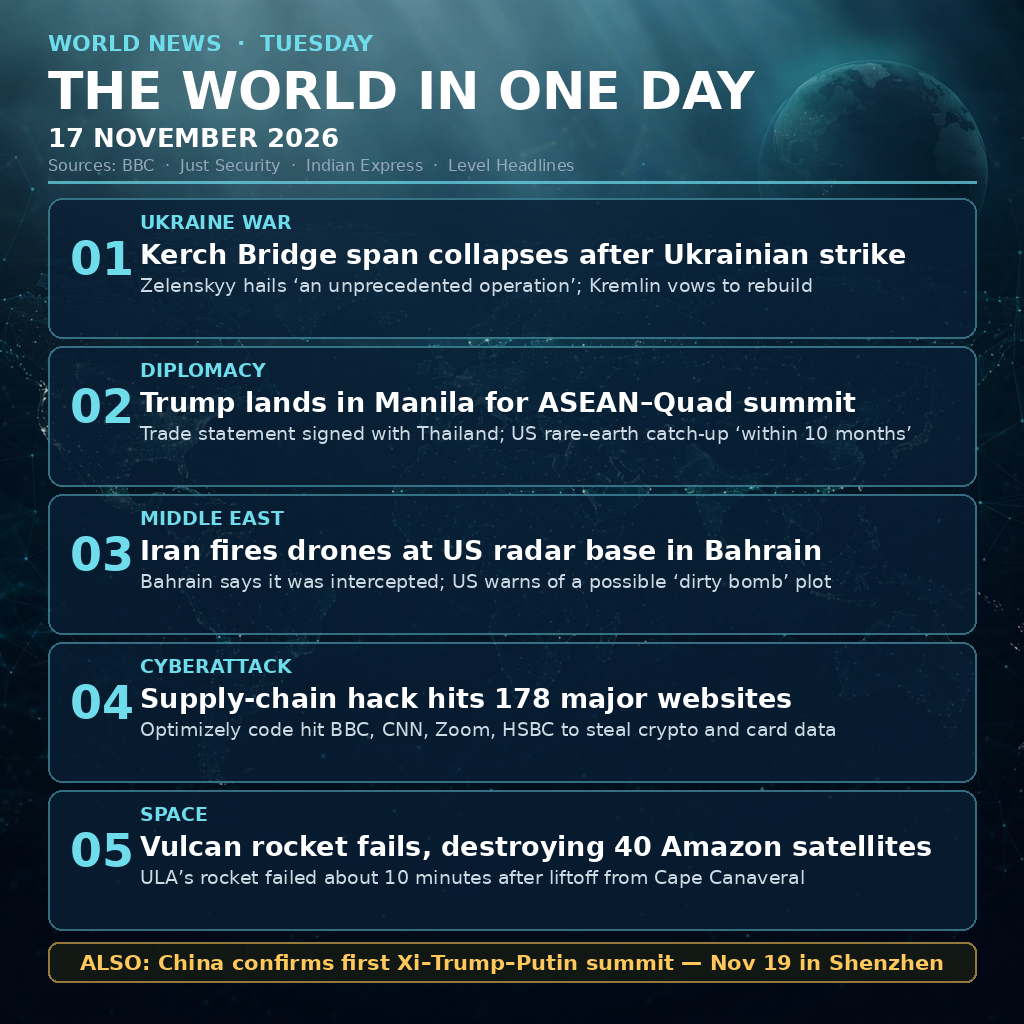 WORLD NEWS · TUESDAY
THE WORLD IN ONE DAY
17 NOVEMBER 2026
Sources: BBC · Just Security · Indian Express · Level Headlines
UKRAINE WAR
01
Kerch Bridge span collapses after Ukrainian strike
Zelenskyy hails ‘an unprecedented operation’; Kremlin vows to rebuild
DIPLOMACY
02
Trump lands in Manila for ASEAN–Quad summit
Trade statement signed with Thailand; US rare-earth catch-up ‘within 10 months’
MIDDLE EAST
03
Iran fires drones at US radar base in Bahrain
Bahrain says it was intercepted; US warns of a possible ‘dirty bomb’ plot
CYBERATTACK
04
Supply-chain hack hits 178 major websites
Optimizely code hit BBC, CNN, Zoom, HSBC to steal crypto and card data
SPACE
05
Vulcan rocket fails, destroying 40 Amazon satellites
ULA’s rocket failed about 10 minutes after liftoff from Cape Canaveral
ALSO: China confirms first Xi–Trump–Putin summit — Nov 19 in Shenzhen